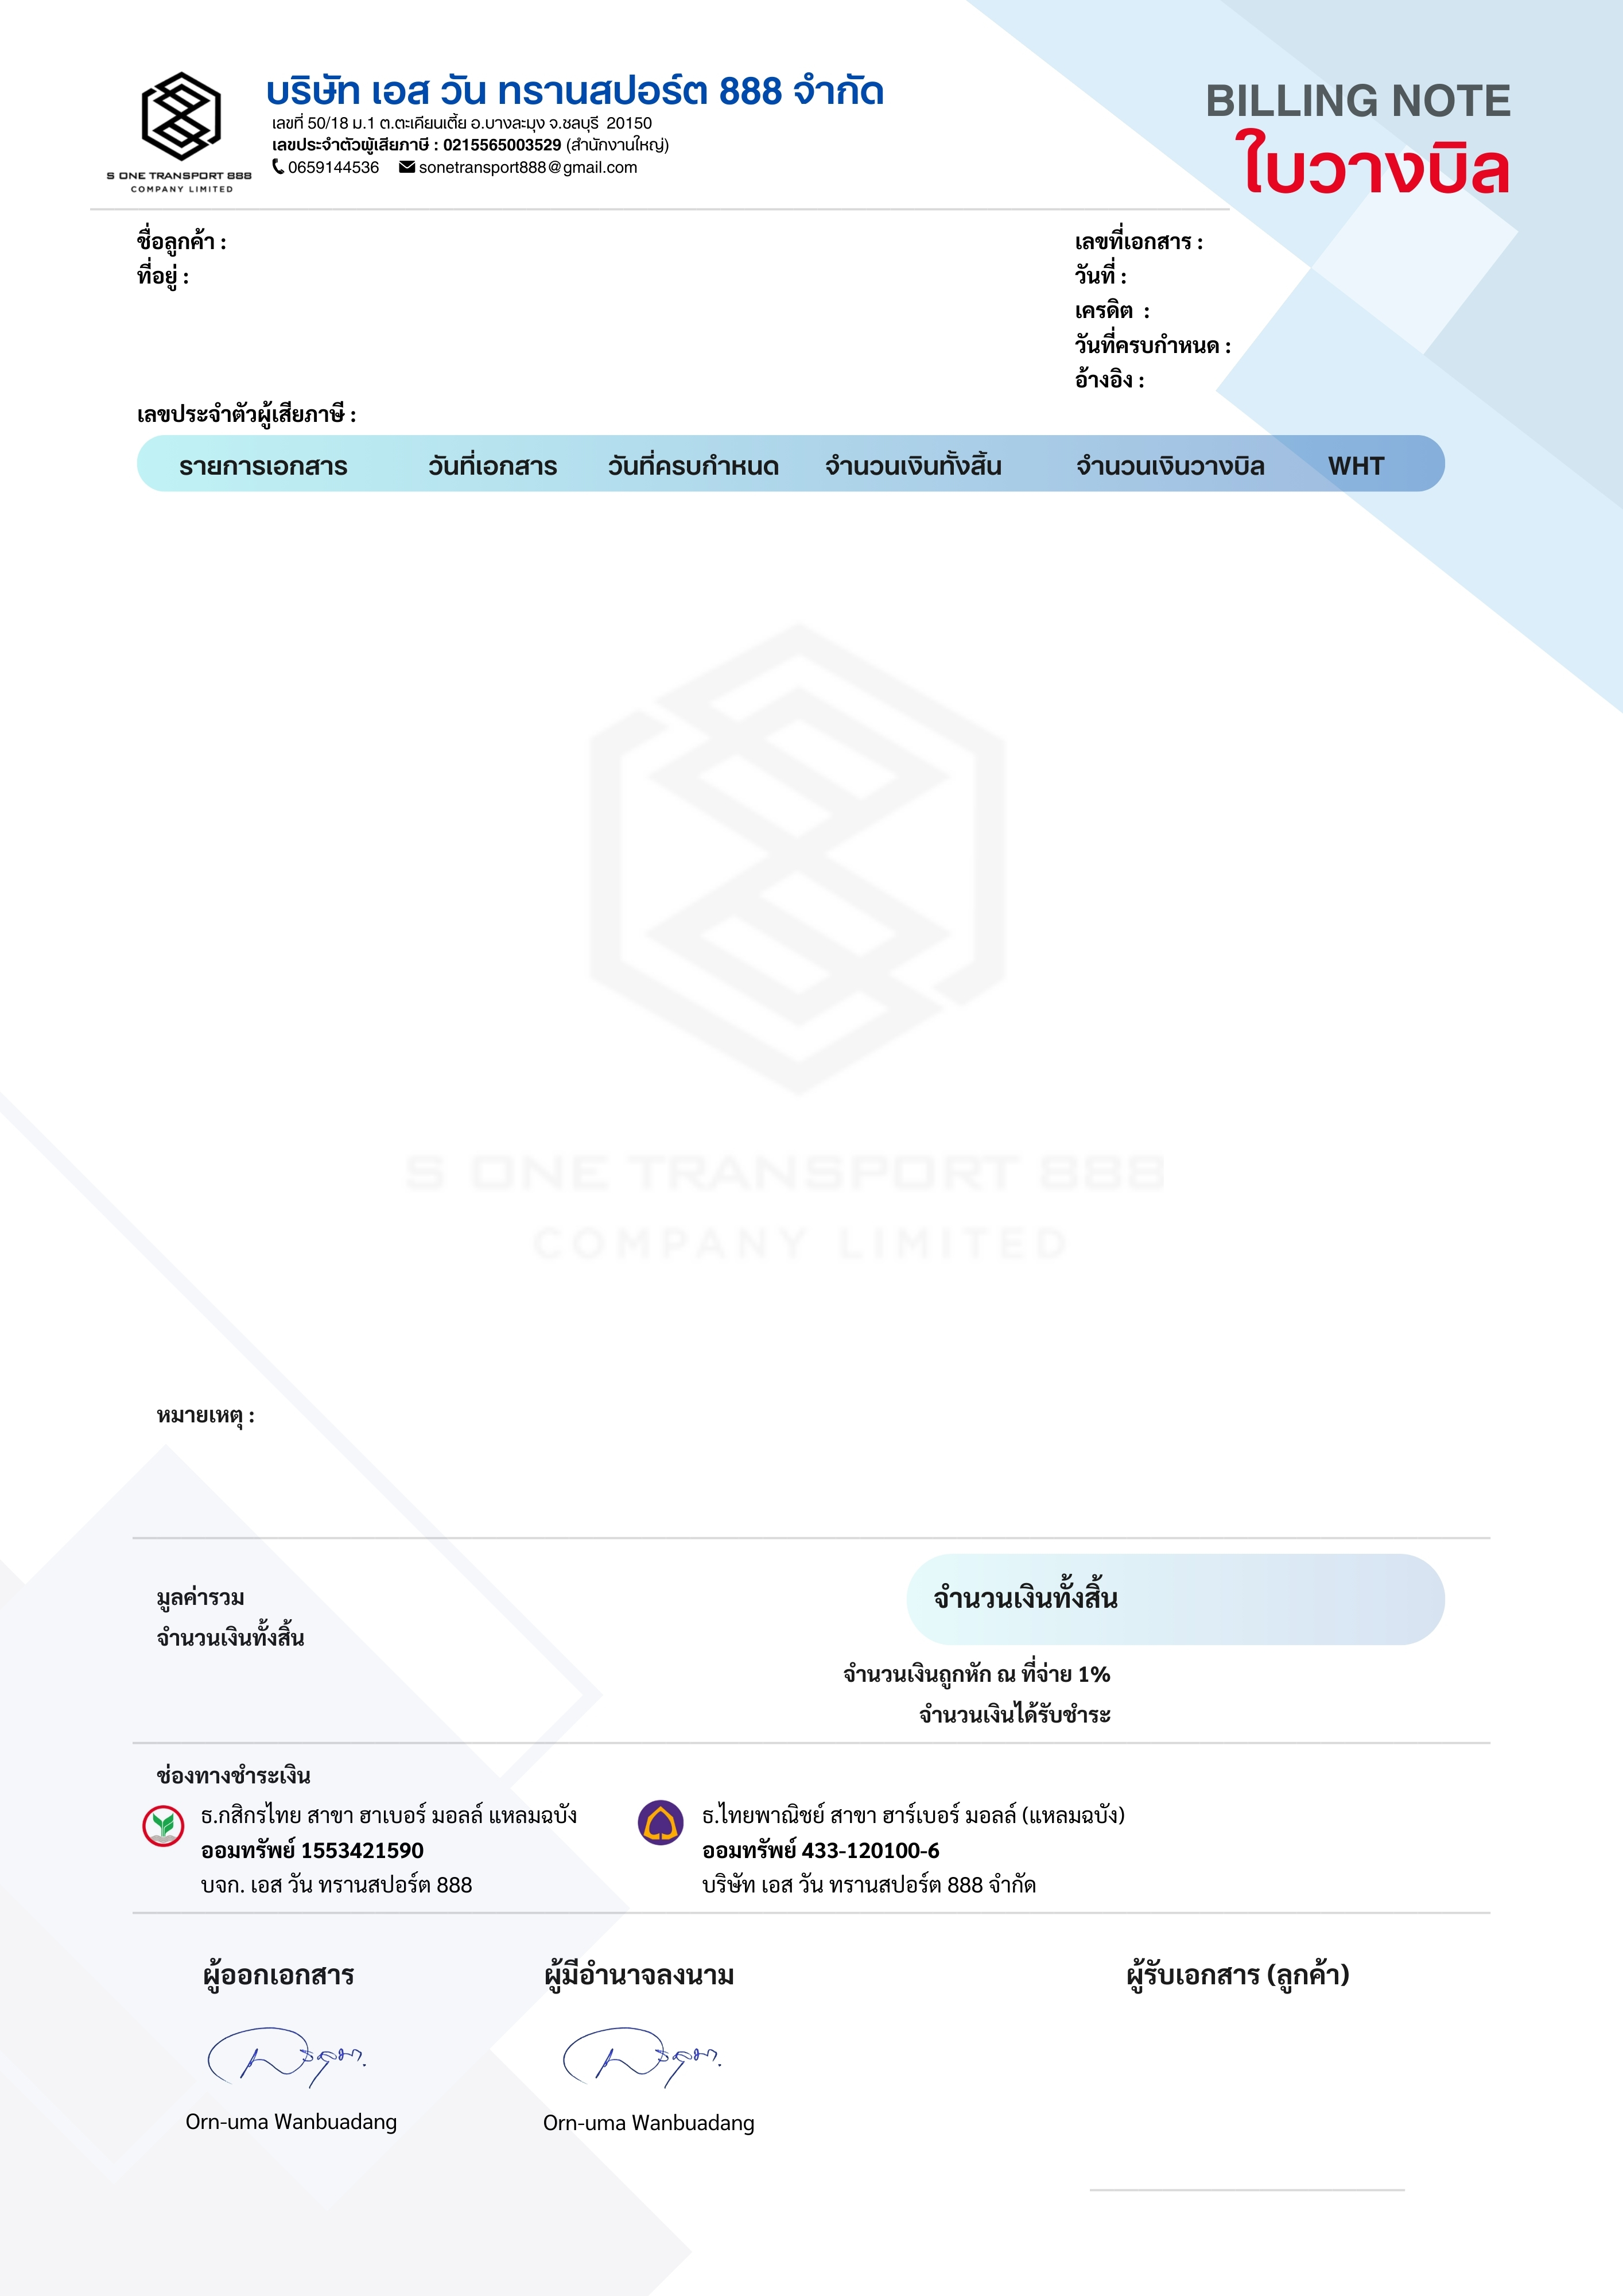 S ONE TRANSPORT 888
COMPANY LIMITED
บริษัท เอส วัน ทรานสปอร์ต 888 จำกัด
เลขที่ 50/18 ม.1 ต.ตะเคียนเตี้ย อ.บางละมุง จ.ชลบุรี 20150
เลขประจำตัวผู้เสียภาษี : 0215565003529 (สำนักงานใหญ่)
0659144536 sonetransport888@gmail.com
BILLING NOTE
ใบวางบิล
ชื่อลูกค้า :
ที่อยู่ :
เลขประจำตัวผู้เสียภาษี :
เลขที่เอกสาร :
วันที่ :
เครดิต :
วันที่ครบกำหนด :
อ้างอิง :
รายการเอกสาร วันที่เอกสาร วันที่ครบกำหนด จำนวนเงินทั้งสิ้น จำนวนเงินวางบิล WHT
S ONE TRANSPORT 888
COMPANY LIMITED
หมายเหตุ :
มูลค่ารวม
จำนวนเงินทั้งสิ้น
จำนวนเงินทั้งสิ้น
จำนวนเงินถูกหัก ณ ที่จ่าย 1%
จำนวนเงินได้รับชำระ
ช่องทางชำระเงิน
ธ.กสิกรไทย สาขา ฮาเบอร์ มอลล์ แหลมฉบัง
ออมทรัพย์ 1553421590
บจก. เอส วัน ทรานสปอร์ต 888
ธ.ไทยพาณิชย์ สาขา ฮาร์เบอร์ มอลล์ (แหลมฉบัง)
ออมทรัพย์ 433-120100-6
บริษัท เอส วัน ทรานสปอร์ต 888 จำกัด
ผู้ออกเอกสาร
Orn-uma Wanbuadang
ผู้มีอำนาจลงนาม
Orn-uma Wanbuadang
ผู้รับเอกสาร (ลูกค้า)